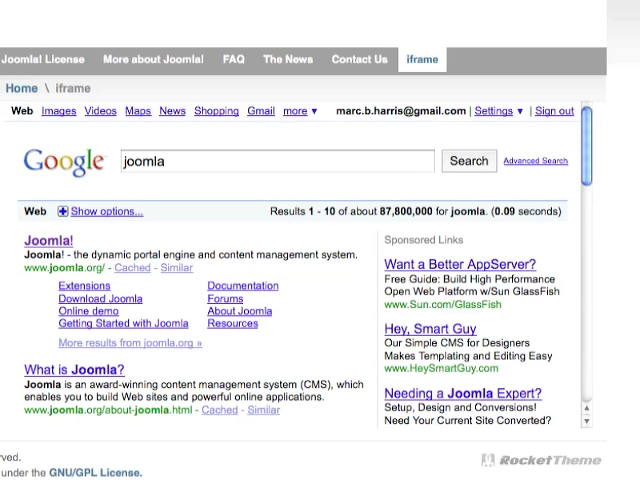 Joomla! License More about Joomla! FAQ The News Contact Us iframe
Home \ iframe
Web Images Videos Maps News Shopping Gmail more ▼ marc.b.harris@gmail.com | Settings ▼ | Sign out
Google joomla Search Advanced Search
Web + Show options... Results 1 - 10 of about 87,800,000 for joomla. (0.09 seconds)
Joomla!
Joomla! - the dynamic portal engine and content management system.
www.joomla.org/ - Cached - Similar
Extensions Documentation
Download Joomla Forums
Online demo About Joomla
Getting Started with Joomla Resources
More results from joomla.org »
What is Joomla?
Joomla is an award-winning content management system (CMS), which
enables you to build Web sites and powerful online applications.
www.joomla.org/about-joomla.html - Cached - Similar
Sponsored Links
Want a Better AppServer?
Free Guide: Build High Performance
Open Web Platform w/Sun GlassFish
www.Sun.com/GlassFish
Hey, Smart Guy
Our Simple CMS for Designers
Makes Templating and Editing Easy
www.HeySmartGuy.com
Needing a Joomla Expert?
Setup, Design and Conversions!
Need Your Current Site Converted?
rved.
under the GNU/GPL License.
RocketTheme